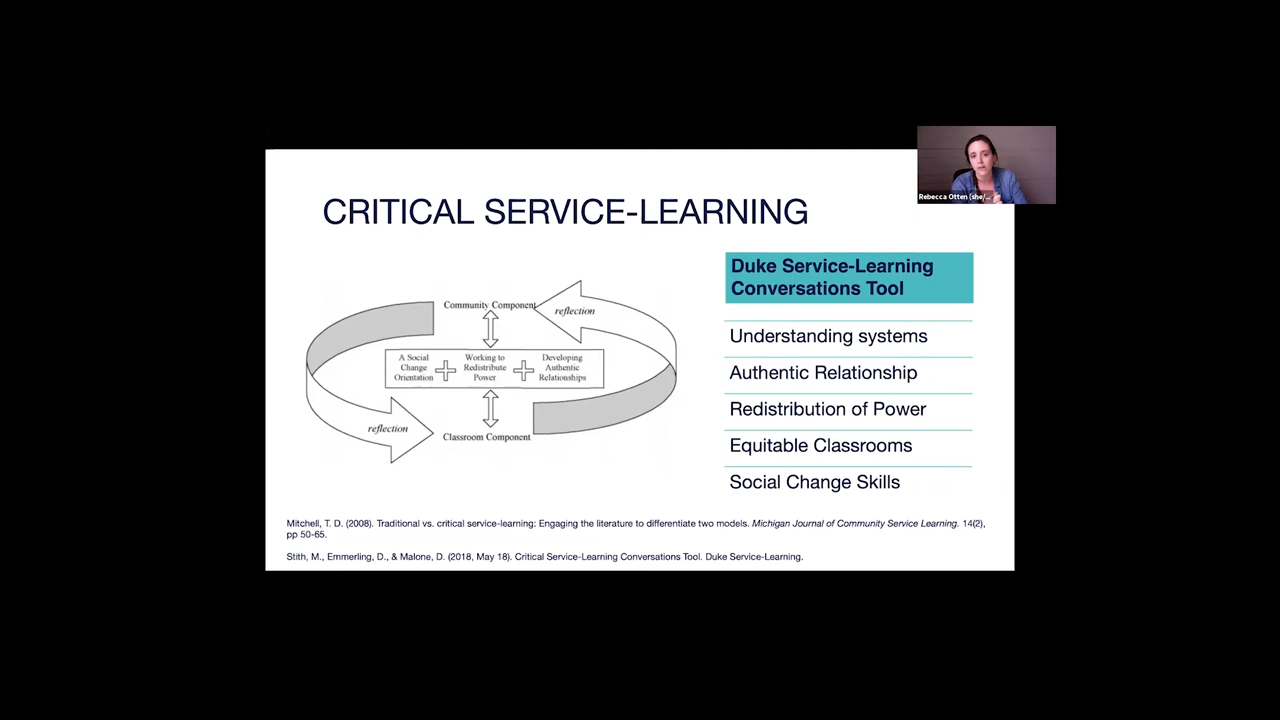 Rebecca Otten (she/...
CRITICAL SERVICE-LEARNING
Community Component
reflection
A Social
Change
Orientation
Working to
Redistribute
Power
Developing
Authentic
Relationships
reflection
Classroom Component
Duke Service-Learning
Conversations Tool
Understanding systems
Authentic Relationship
Redistribution of Power
Equitable Classrooms
Social Change Skills
Mitchell, T. D. (2008). Traditional vs. critical service-learning: Engaging the literature to differentiate two models. Michigan Journal of Community Service Learning. 14(2),
pp 50-65.
Stith, M., Emmerling, D., & Malone, D. (2018, May 18). Critical Service-Learning Conversations Tool. Duke Service-Learning.